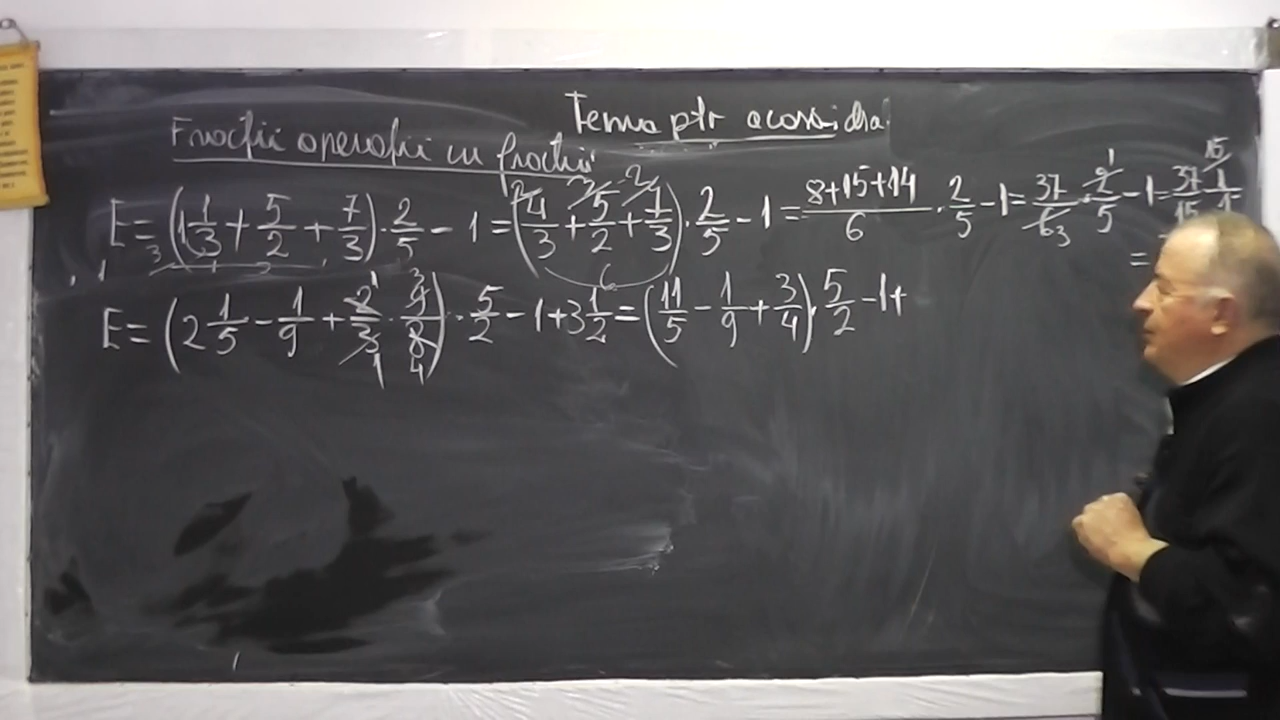 Tema ptr acasă
Fracții operații cu fracții
E = (1 1/3 + 5/2 + 7/3) · 2/5 - 1 = (4/3 + 5/2 + 7/3) · 2/5 - 1 = (8+15+14)/6 · 2/5 - 1 = 37/6 · 2/5 - 1 = 37/15 - 1/1
=
E = (2 1/5 - 1/9 + 2/3 · 9/8) · 5/2 - 1 + 3 1/2 = (11/5 - 1/9 + 3/4) · 5/2 - 1 +